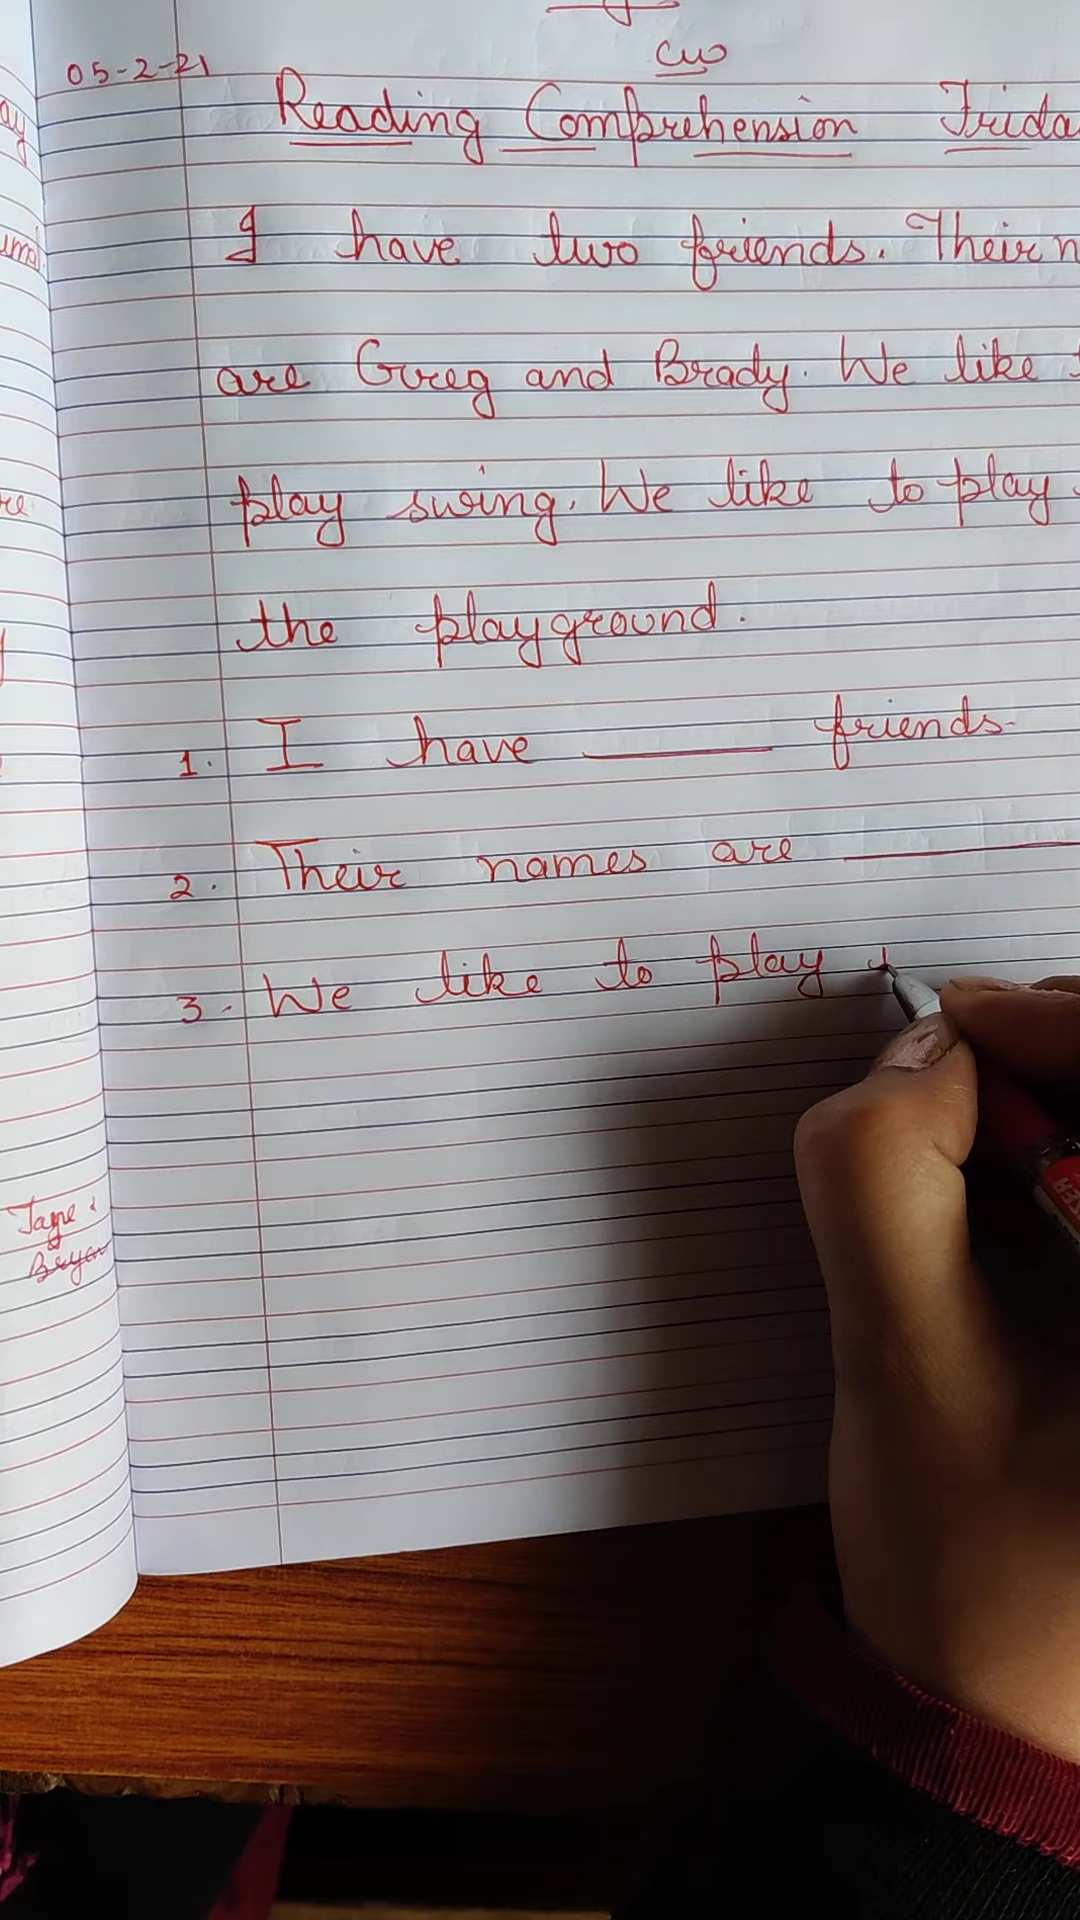 CW
05-2-21
Reading Comprehension Frida
I have two friends. Their n
are Greg and Brady. We like t
play swing. We like to play
the playground.
1. I have ______ friends.
2. Their names are ______
3. We like to play
Jayne &